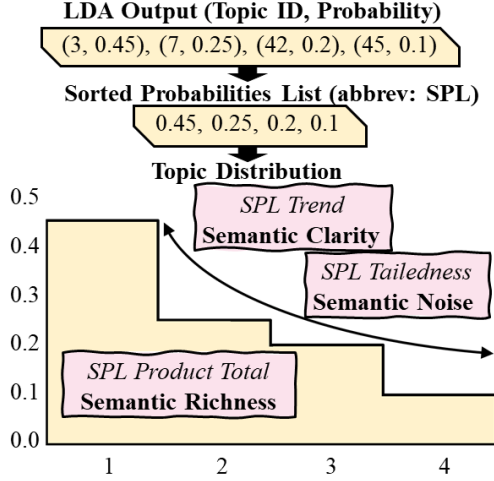 LDA Output (Topic ID, Probability)
(3, 0.45), (7, 0.25), (42, 0.2), (45, 0.1)
Sorted Probabilities List (abbrev: SPL)
0.45, 0.25, 0.2, 0.1
Topic Distribution
0.5
0.4
0.3
0.2
0.1
0.0
SPL Trend
Semantic Clarity
SPL Tailedness
Semantic Noise
SPL Product Total
Semantic Richness
1 2 3 4